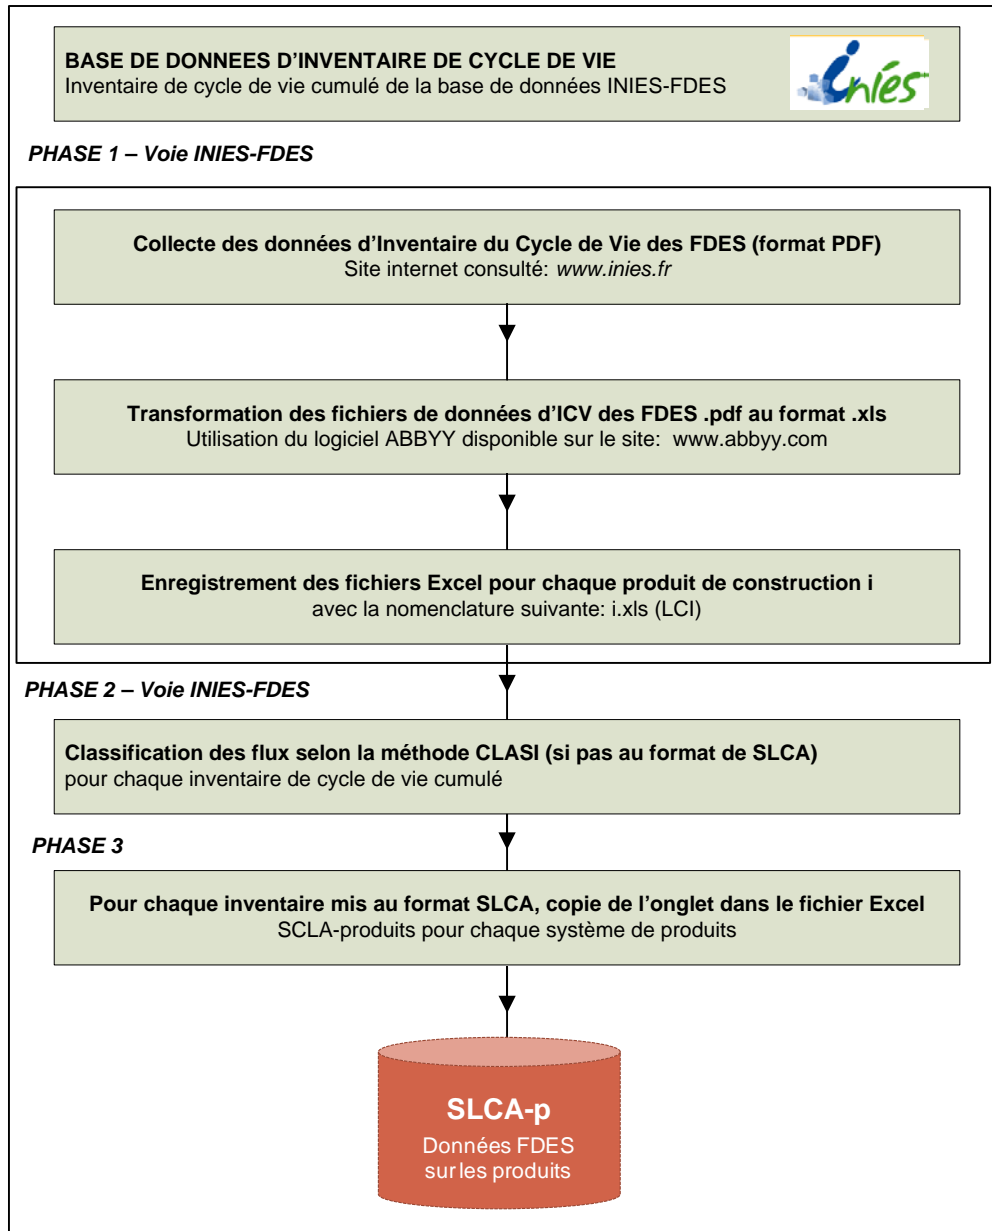 BASE DE DONNEES D’INVENTAIRE DE CYCLE DE VIE
Inventaire de cycle de vie cumulé de la base de données INIES-FDES
iniés
PHASE 1 – Voie INIES-FDES
Collecte des données d’Inventaire du Cycle de Vie des FDES (format PDF)
Site internet consulté: www.inies.fr
Transformation des fichiers de données d’ICV des FDES .pdf au format .xls
Utilisation du logiciel ABBYY disponible sur le site: www.abbyy.com
Enregistrement des fichiers Excel pour chaque produit de construction i
avec la nomenclature suivante: i.xls (LCI)
PHASE 2 – Voie INIES-FDES
Classification des flux selon la méthode CLASI (si pas au format de SLCA)
pour chaque inventaire de cycle de vie cumulé
PHASE 3
Pour chaque inventaire mis au format SLCA, copie de l’onglet dans le fichier Excel
SCLA-produits pour chaque système de produits
SLCA-p
Données FDES
sur les produits